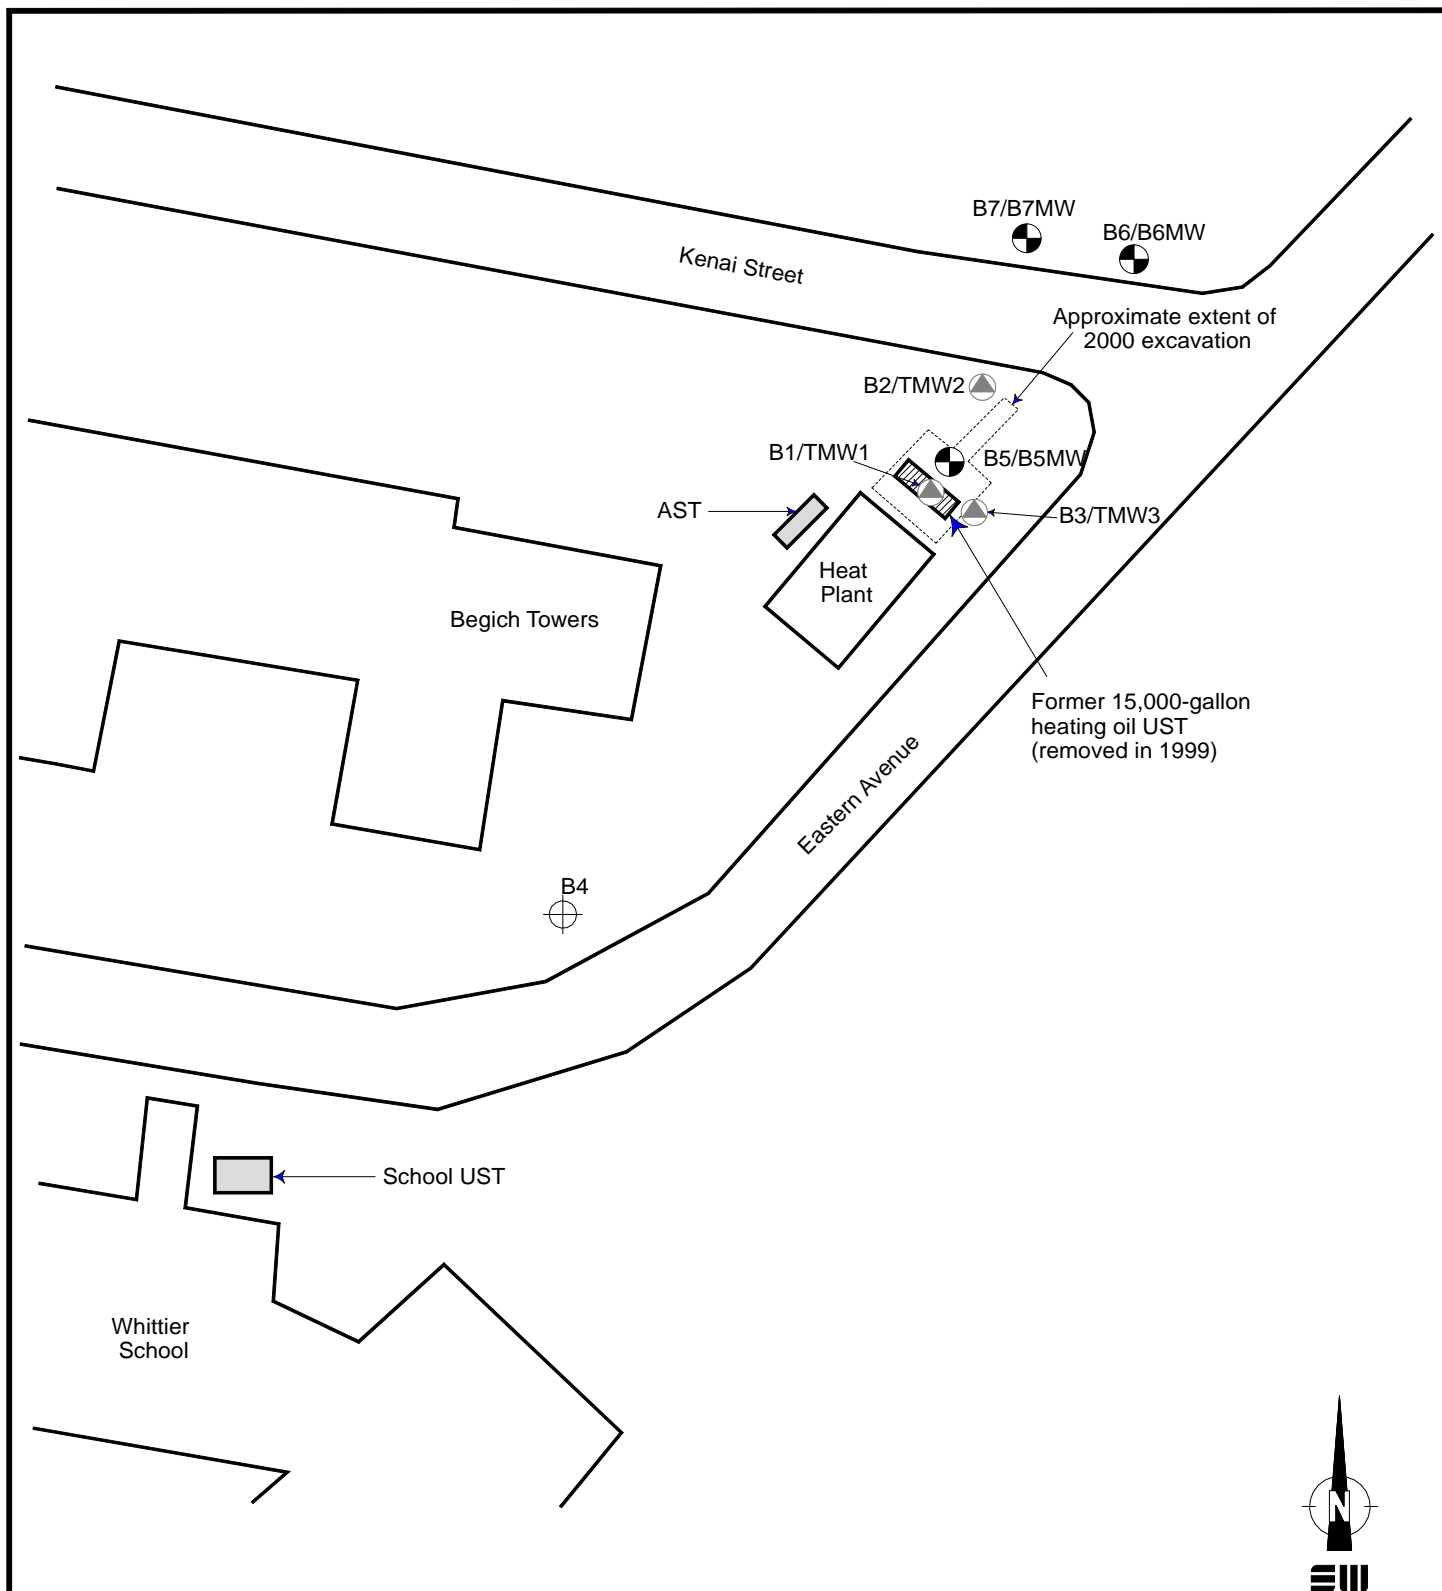 B7/B7MW
B6/B6MW
Kenai Street
Approximate extent of
2000 excavation
B2/TMW2
B1/TMW1
B5/B5MW
AST
B3/TMW3
Heat
Plant
Begich Towers
Former 15,000-gallon
heating oil UST
(removed in 1999)
Eastern Avenue
B4
School UST
Whittier
School
N